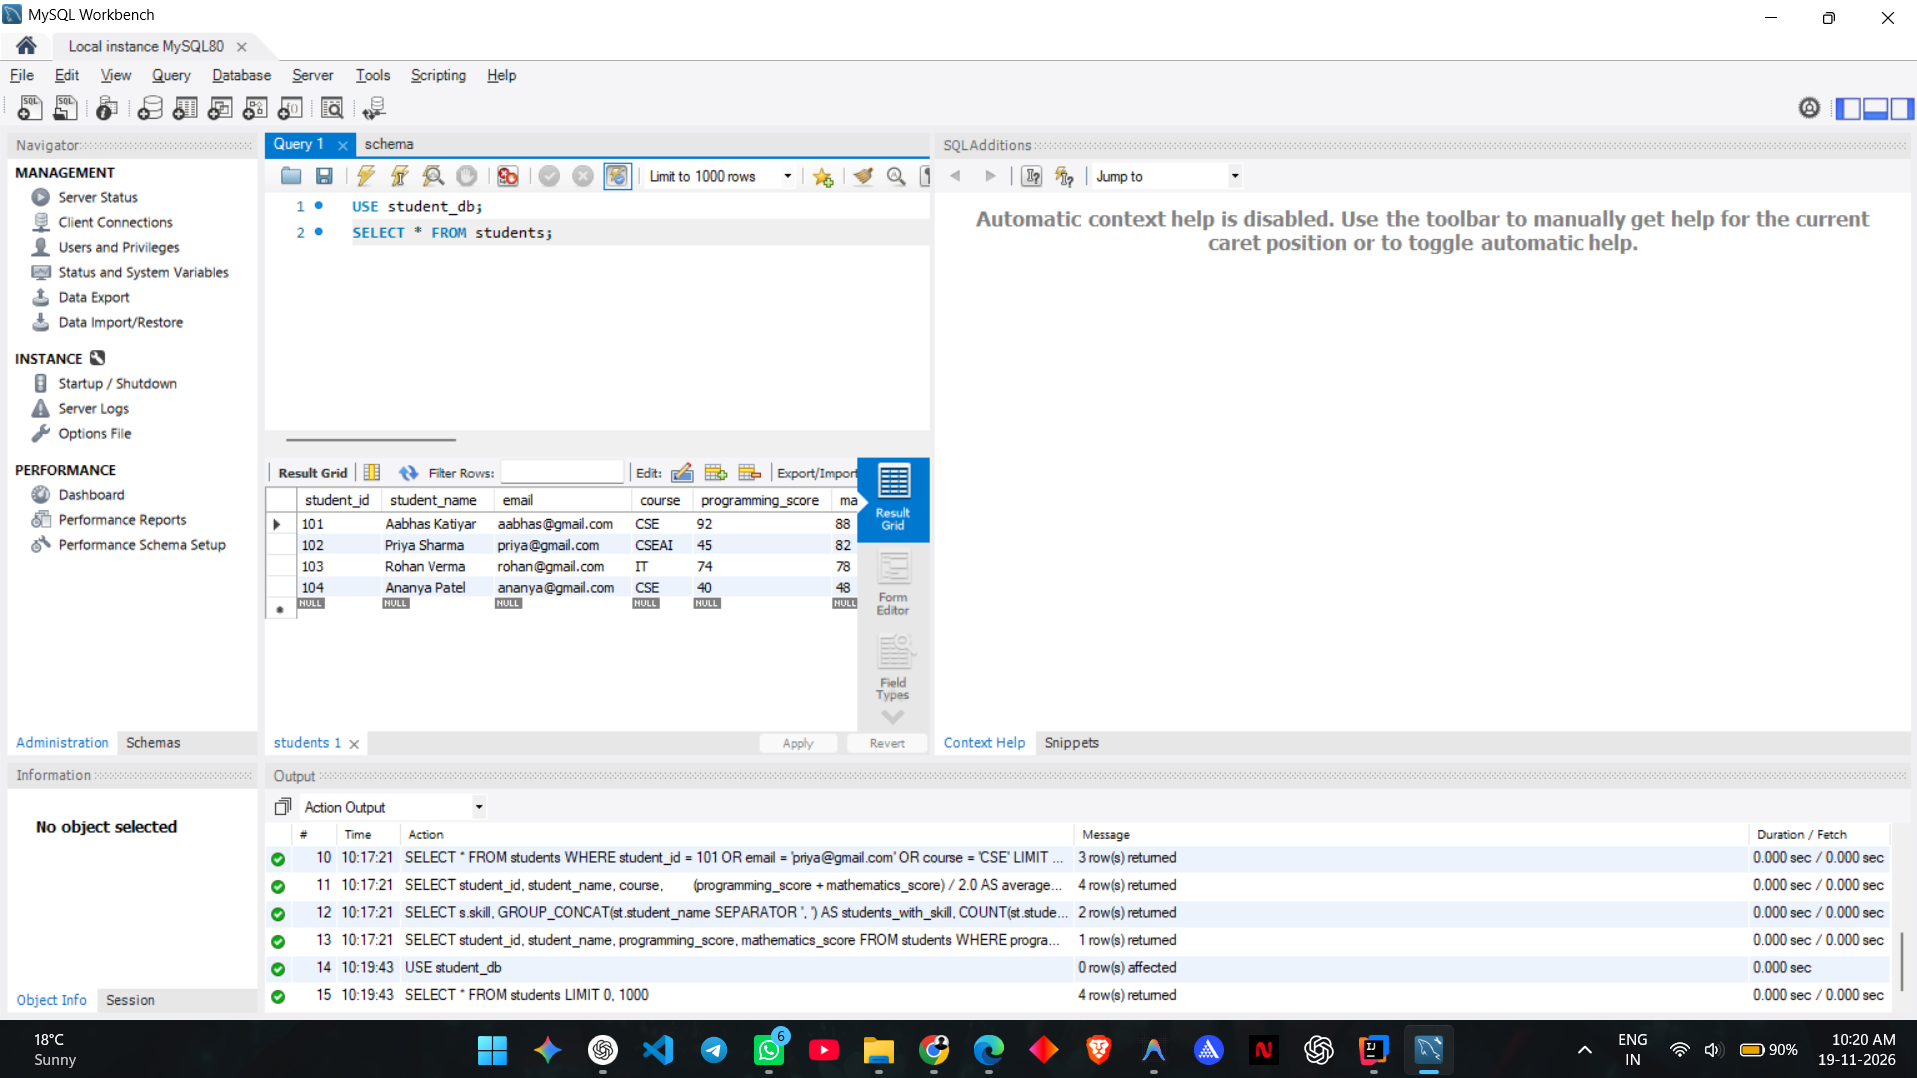 MySQL Workbench
Local instance MySQL80
File Edit View Query Database Server Tools Scripting Help
Navigator
MANAGEMENT
Server Status
Client Connections
Users and Privileges
Status and System Variables
Data Export
Data Import/Restore
INSTANCE
Startup / Shutdown
Server Logs
Options File
PERFORMANCE
Dashboard
Performance Reports
Performance Schema Setup
Administration Schemas
Query 1 schema
Limit to 1000 rows
1 USE student_db;
2 SELECT * FROM students;
Result Grid Filter Rows: Edit: Export/Import
student_id student_name email course programming_score ma
101 Aabhas Katiyar aabhas@gmail.com CSE 92 88
102 Priya Sharma priya@gmail.com CSEAI 45 82
103 Rohan Verma rohan@gmail.com IT 74 78
104 Ananya Patel ananya@gmail.com CSE 40 48
NULL NULL NULL NULL NULL NULL
Result Grid
Form Editor
Field Types
students 1 Apply Revert
SQLAdditions
Jump to
Automatic context help is disabled. Use the toolbar to manually get help for the current
caret position or to toggle automatic help.
Context Help Snippets
Information
No object selected
Object Info Session
Output
Action Output
# Time Action Message Duration / Fetch
10 10:17:21 SELECT * FROM students WHERE student_id = 101 OR email = 'priya@gmail.com' OR course = 'CSE' LIMIT ... 3 row(s) returned 0.000 sec / 0.000 sec
11 10:17:21 SELECT student_id, student_name, course, (programming_score + mathematics_score) / 2.0 AS average... 4 row(s) returned 0.000 sec / 0.000 sec
12 10:17:21 SELECT s.skill, GROUP_CONCAT(st.student_name SEPARATOR ', ') AS students_with_skill, COUNT(st.stude... 2 row(s) returned 0.000 sec / 0.000 sec
13 10:17:21 SELECT student_id, student_name, programming_score, mathematics_score FROM students WHERE progra... 1 row(s) returned 0.000 sec / 0.000 sec
14 10:19:43 USE student_db 0 row(s) affected 0.000 sec
15 10:19:43 SELECT * FROM students LIMIT 0, 1000 4 row(s) returned 0.000 sec / 0.000 sec
18°C
Sunny
6
ENG
IN
90%
10:20 AM
19-11-2026